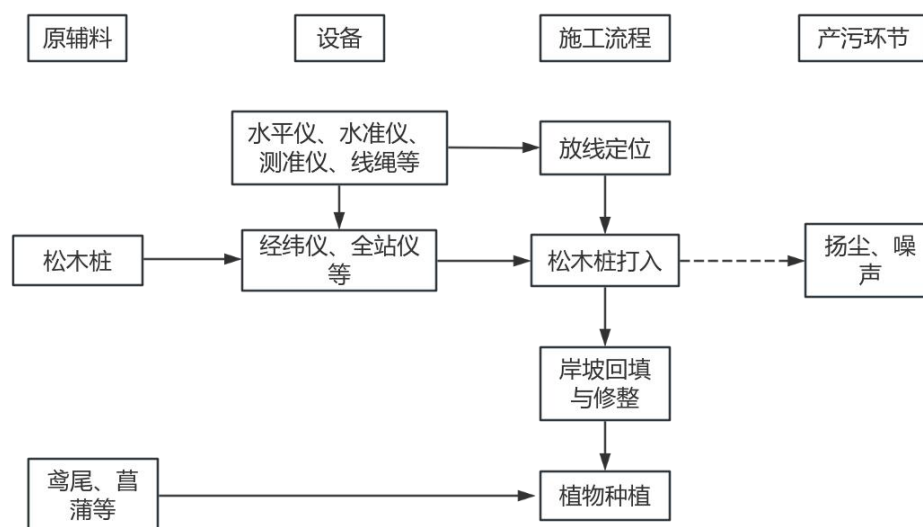 原辅料
设备
施工流程
产污环节
水平仪、水准仪、
测准仪、线绳等
放线定位
松木桩
经纬仪、全站仪
等
松木桩打入
扬尘、噪
声
岸坡回填
与修整
鸢尾、菖
蒲等
植物种植